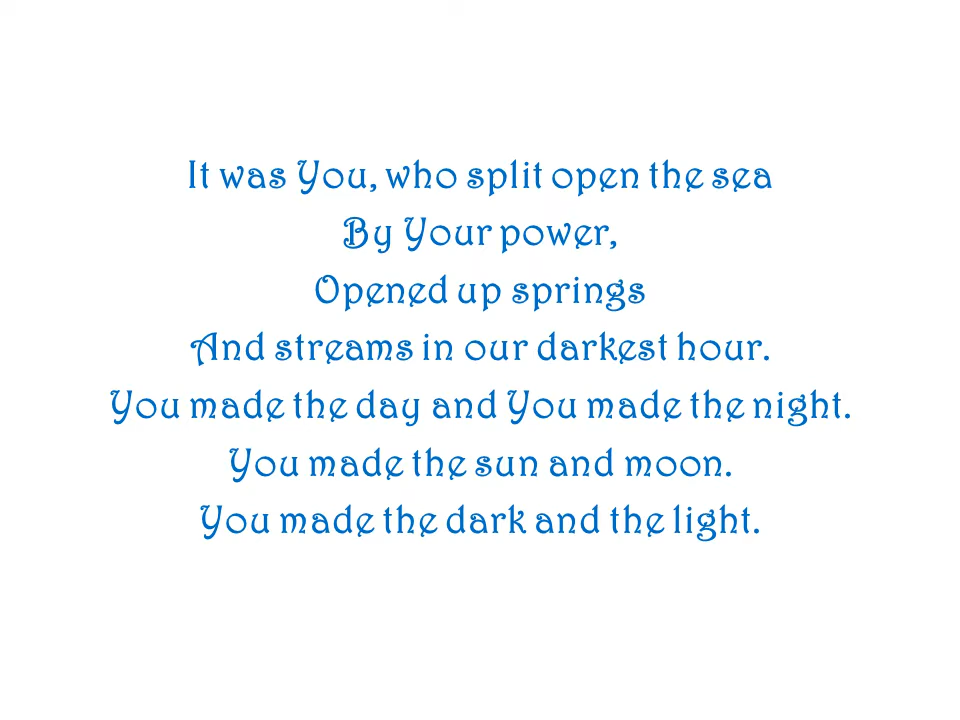 It was You, who split open the sea
By Your power,
Opened up springs
And streams in our darkest hour.
You made the day and You made the night.
You made the sun and moon.
You made the dark and the light.